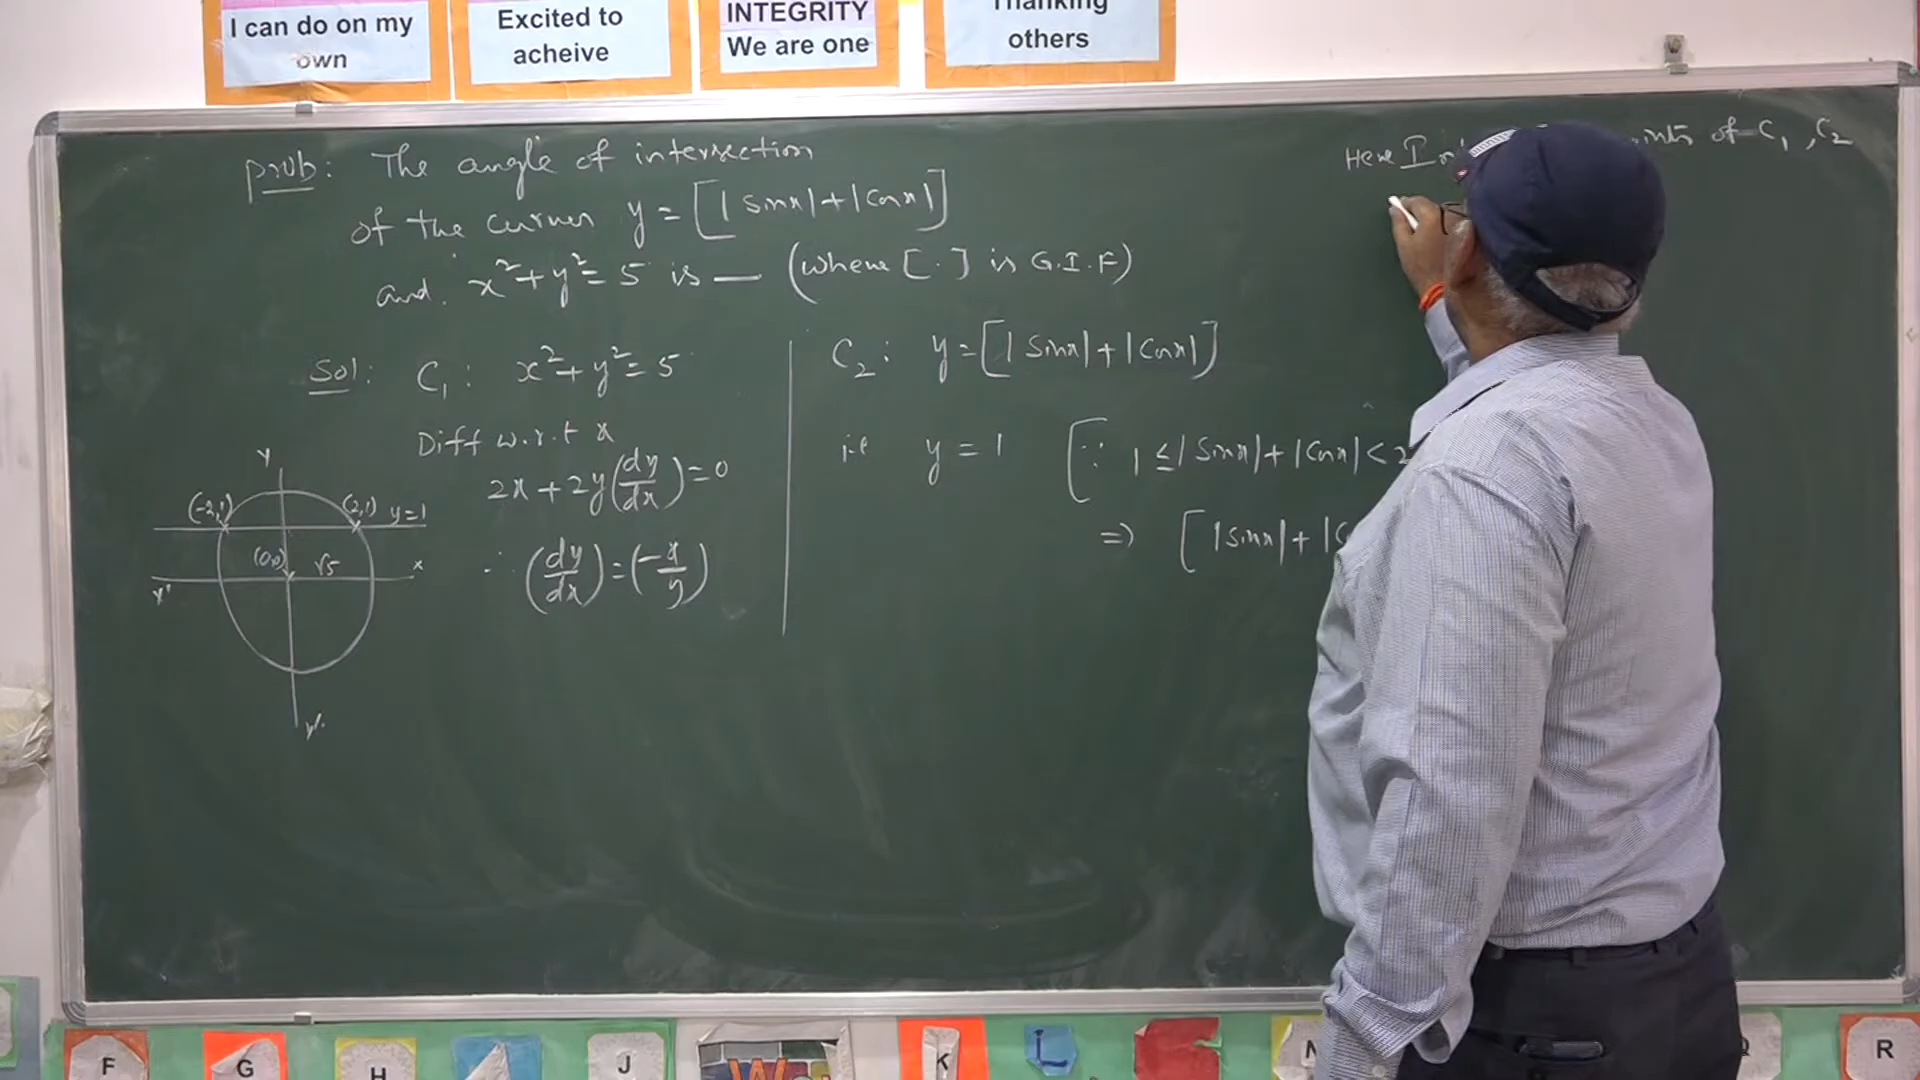 I can do on my
own
Excited to
acheive
INTEGRITY
We are one
Thanking
others
Prob: The angle of intersection
of the curves y = [|Sinx|+|Cosx|]
and. x²+y²=5 is — (where [.] is G.I.F)
Sol: C₁: x²+y²=5
Diff w.r.t x
2x+2y(dy/dx)=0
∴ (dy/dx)=(-x/y)
Y
(-2,1) (2,1) y=1
(0,0) √5 x
x'
y'
C₂: y=[|Sinx|+|Cosx|]
i.e y = 1 [∵ 1≤|Sinx|+|Cosx|<2
=> [|Sinx|+|C
Here of C₁, C₂
F G H J K L R